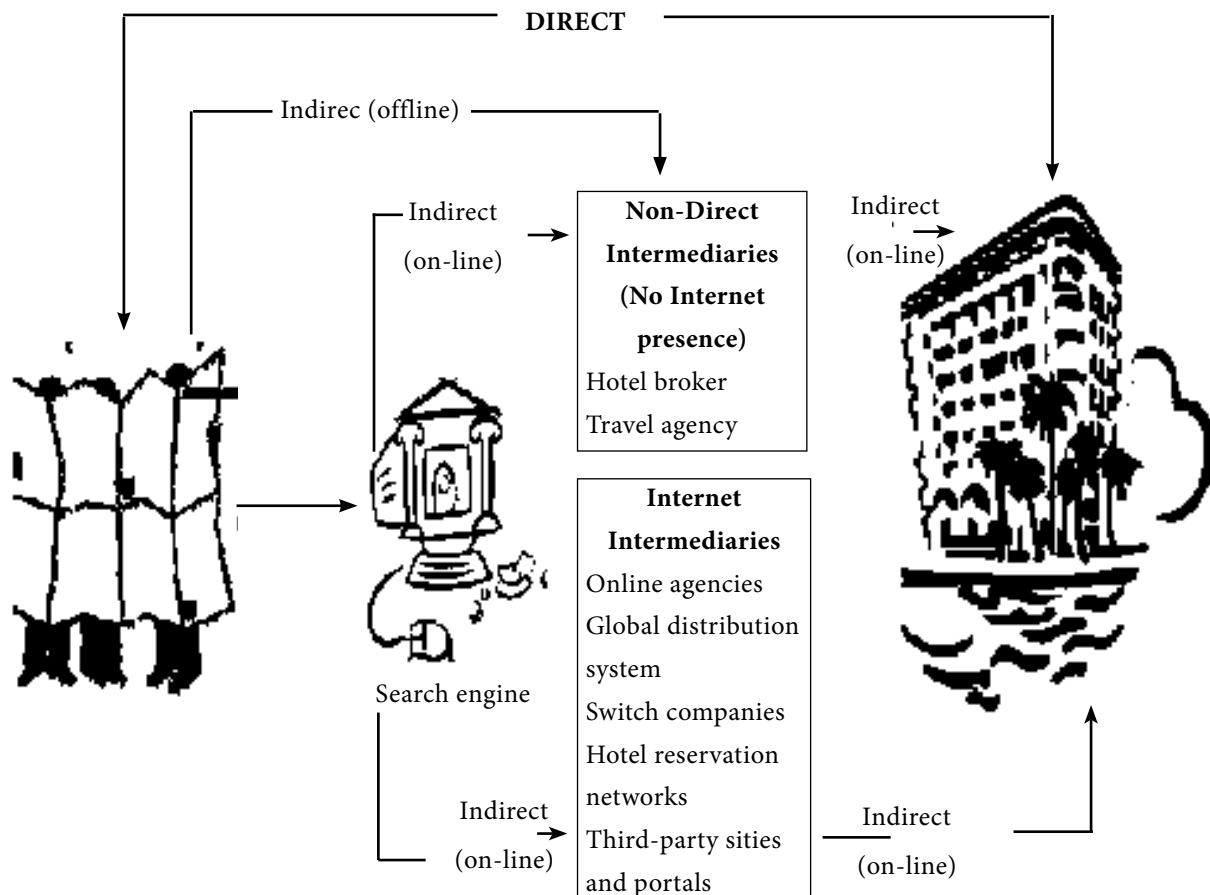 DIRECT
Indirec (offline)
Indirect
(on-line)
Non-Direct
Intermediaries
(No Internet
presence)
Hotel broker
Travel agency
Indirect
(on-line)
Internet
Intermediaries
Online agencies
Global distribution
system
Switch companies
Hotel reservation
networks
Third-party sities
and portals
Search engine
Indirect
(on-line)
Indirect
(on-line)